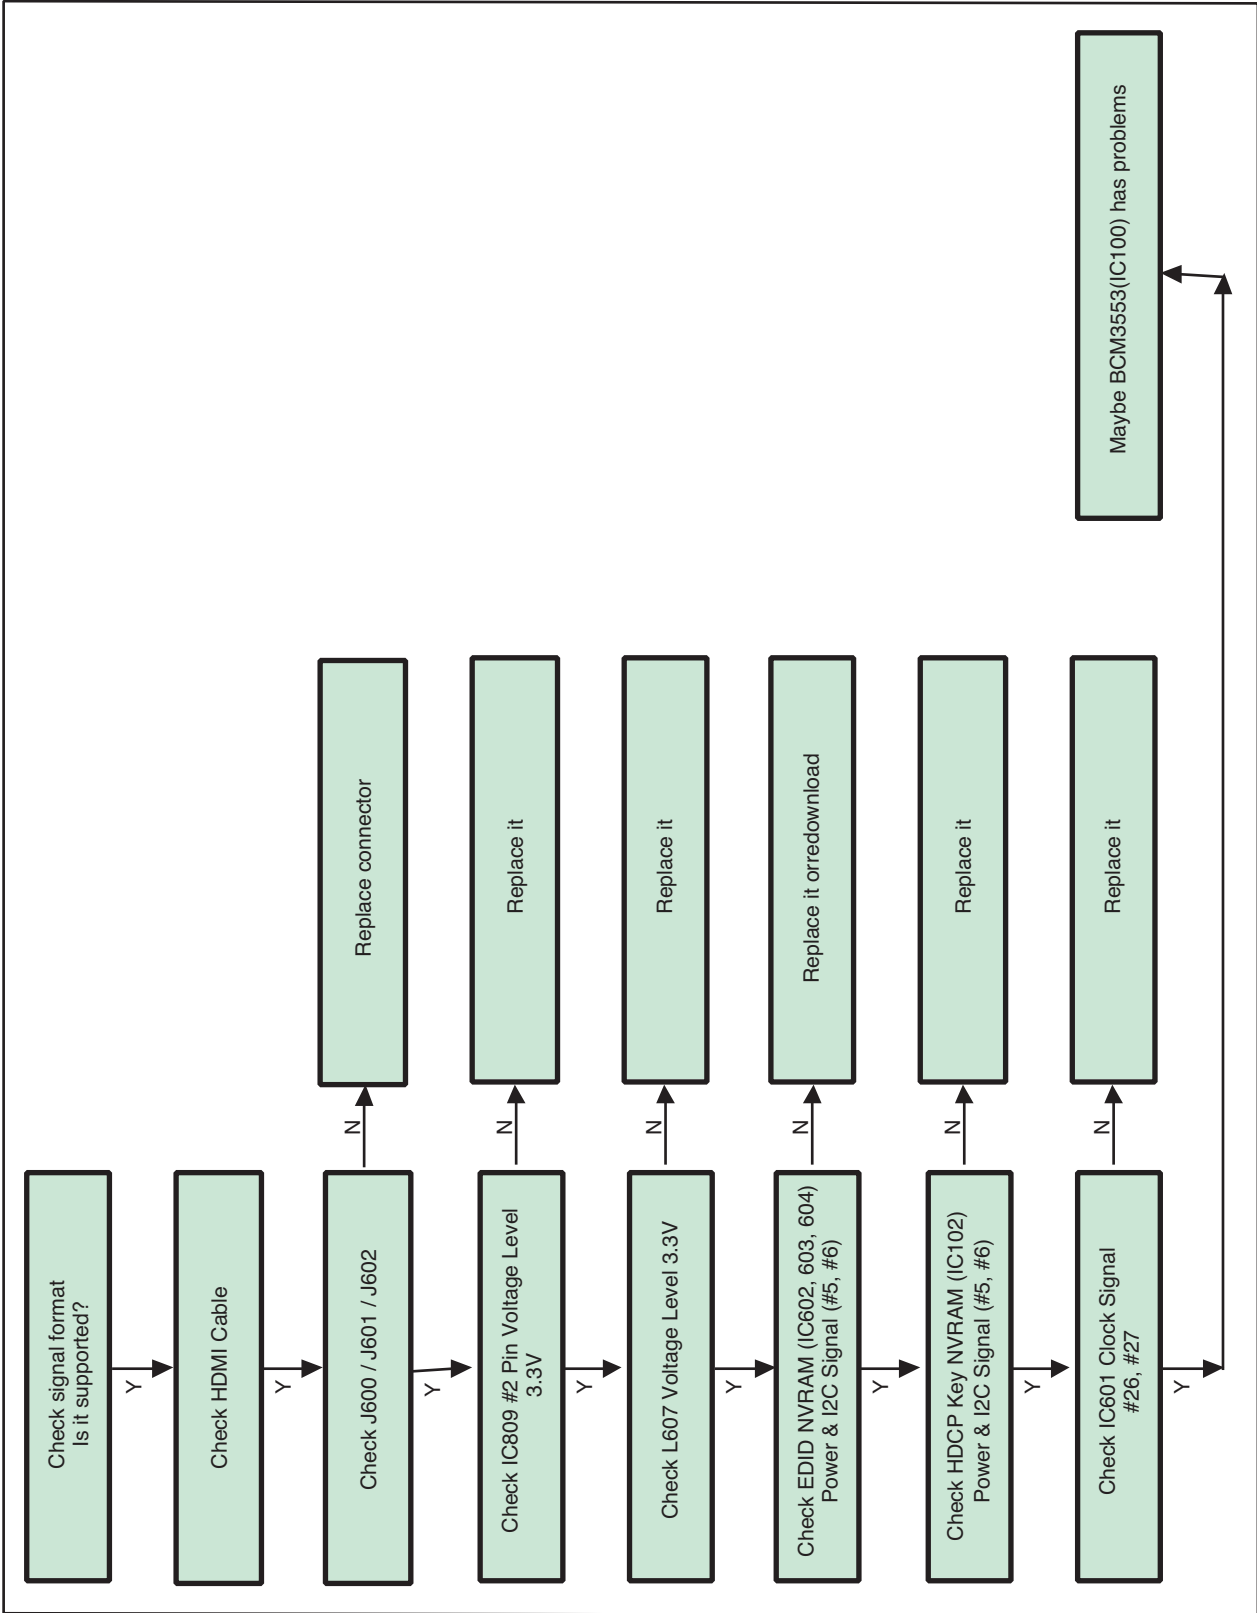 Check signal format
Is it supported?
Y
Check HDMI Cable
Y
Check J600 / J601 / J602
N
Replace connector
Y
Check IC809 #2 Pin Voltage Level
3.3V
N
Replace it
Y
Check L607 Voltage Level 3.3V
N
Replace it
Y
Check EDID NVRAM (IC602, 603, 604)
Power & I2C Signal (#5, #6)
N
Replace it orredownload
Y
Check HDCP Key NVRAM (IC102)
Power & I2C Signal (#5, #6)
N
Replace it
Y
Check IC601 Clock Signal
#26, #27
N
Replace it
Y
Maybe BCM3553(IC100) has problems